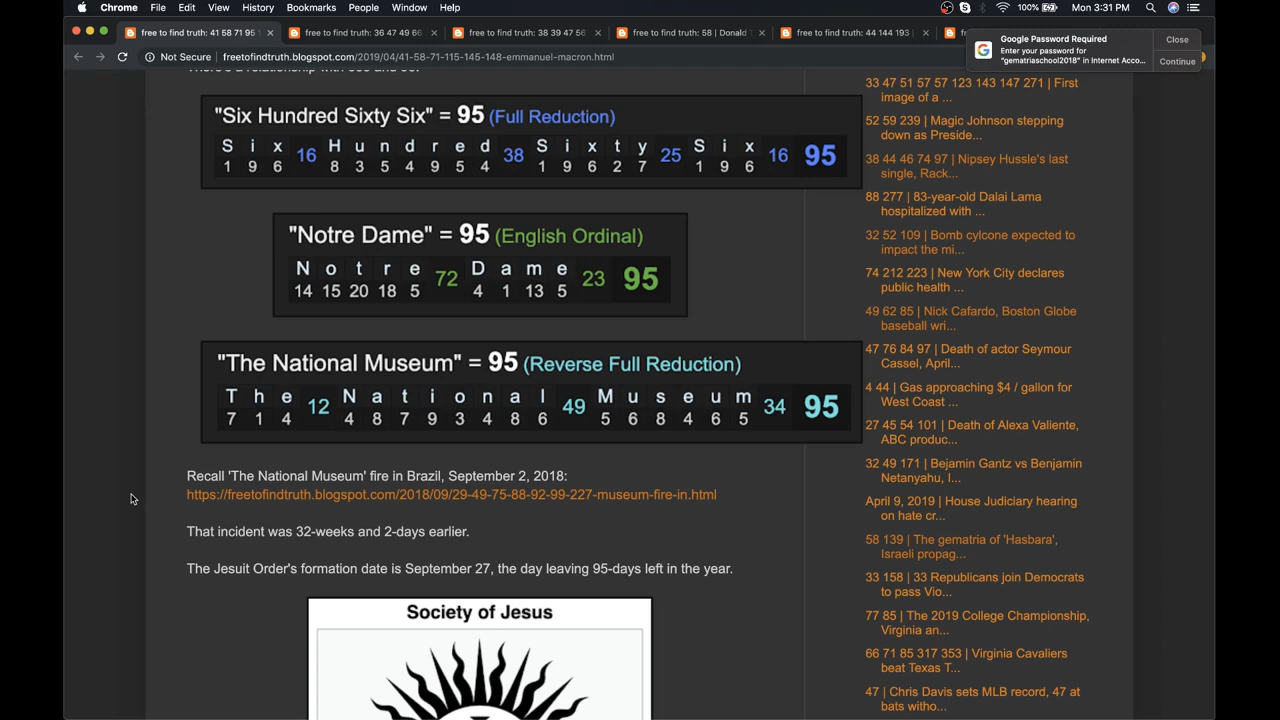 Chrome File Edit View History Bookmarks People Window Help 100% Mon 3:31 PM
free to find truth: 41 58 71 95
free to find truth: 36 47 49 66
free to find truth: 38 39 47 56
free to find truth: 58 | Donald T
free to find truth: 44 144 193 |
Google Password Required
Enter your password for
"gematriaschool2018" in Internet Acco...
Close
Continue
Not Secure | freetofindtruth.blogspot.com/2019/04/41-58-71-115-145-148-emmanuel-macron.html
"Six Hundred Sixty Six" = 95 (Full Reduction)
S i x 16 H u n d r e d 38 S i x t y 25 S i x 16 95
1 9 6 8 3 5 4 9 5 4 1 9 6 2 7 1 9 6
"Notre Dame" = 95 (English Ordinal)
N o t r e 72 D a m e 23 95
14 15 20 18 5 4 1 13 5
"The National Museum" = 95 (Reverse Full Reduction)
T h e 12 N a t i o n a l 49 M u s e u m 34 95
7 1 4 4 8 7 9 3 4 8 6 5 6 8 4 6 5
Recall 'The National Museum' fire in Brazil, September 2, 2018:
https://freetofindtruth.blogspot.com/2018/09/29-49-75-88-92-99-227-museum-fire-in.html
That incident was 32-weeks and 2-days earlier.
The Jesuit Order's formation date is September 27, the day leaving 95-days left in the year.
Society of Jesus
33 47 51 57 57 123 143 147 271 | First
image of a ...
52 59 239 | Magic Johnson stepping
down as Preside...
38 44 46 74 97 | Nipsey Hussle's last
single, Rack...
88 277 | 83-year-old Dalai Lama
hospitalized with ...
32 52 109 | Bomb cylcone expected to
impact the mi...
74 212 223 | New York City declares
public health ...
49 62 85 | Nick Cafardo, Boston Globe
baseball wri...
47 76 84 97 | Death of actor Seymour
Cassel, April...
4 44 | Gas approaching $4 / gallon for
West Coast ...
27 45 54 101 | Death of Alexa Valiente,
ABC produc...
32 49 171 | Bejamin Gantz vs Benjamin
Netanyahu, I...
April 9, 2019 | House Judiciary hearing
on hate cr...
58 139 | The gematria of 'Hasbara',
Israeli propag...
33 158 | 33 Republicans join Democrats
to pass Vio...
77 85 | The 2019 College Championship,
Virginia an...
66 71 85 317 353 | Virginia Cavaliers
beat Texas T...
47 | Chris Davis sets MLB record, 47 at
bats witho...